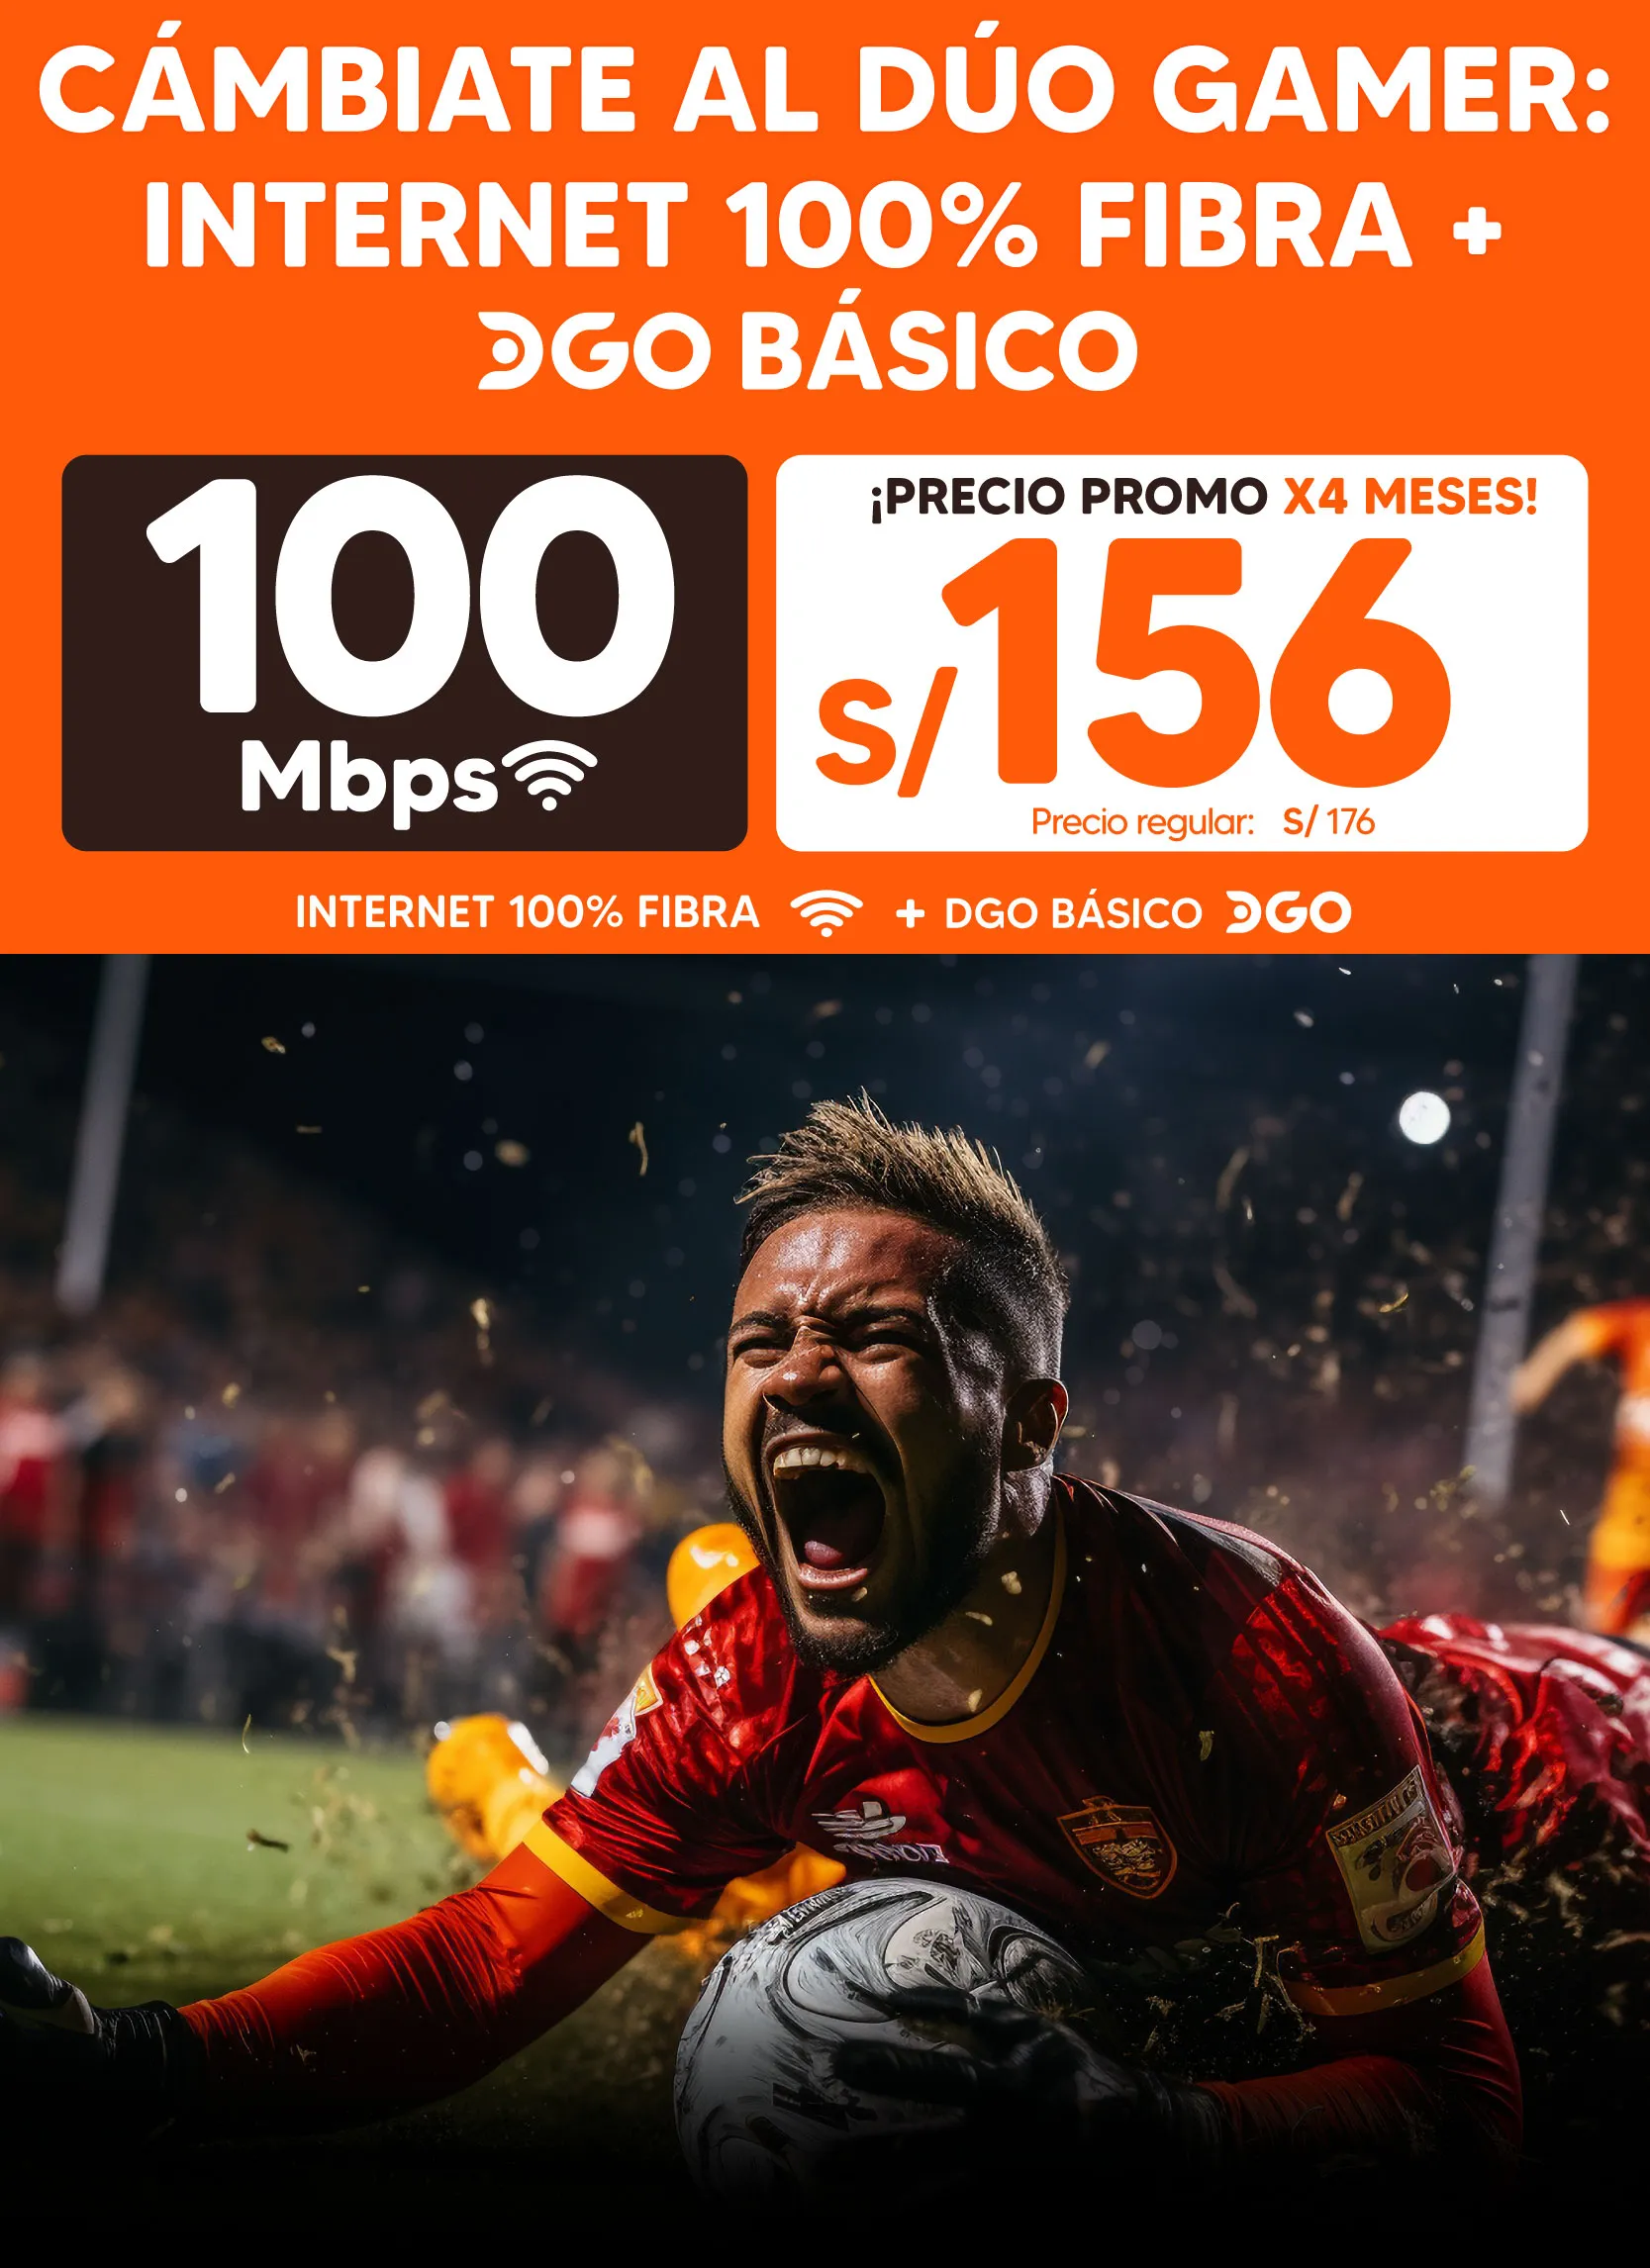 CÁMBIATE AL DÚO GAMER:
INTERNET 100% FIBRA +
DGO BÁSICO
100
Mbps
¡PRECIO PROMO X4 MESES!
S/156
Precio regular: S/ 176
INTERNET 100% FIBRA + DGO BÁSICO DGO